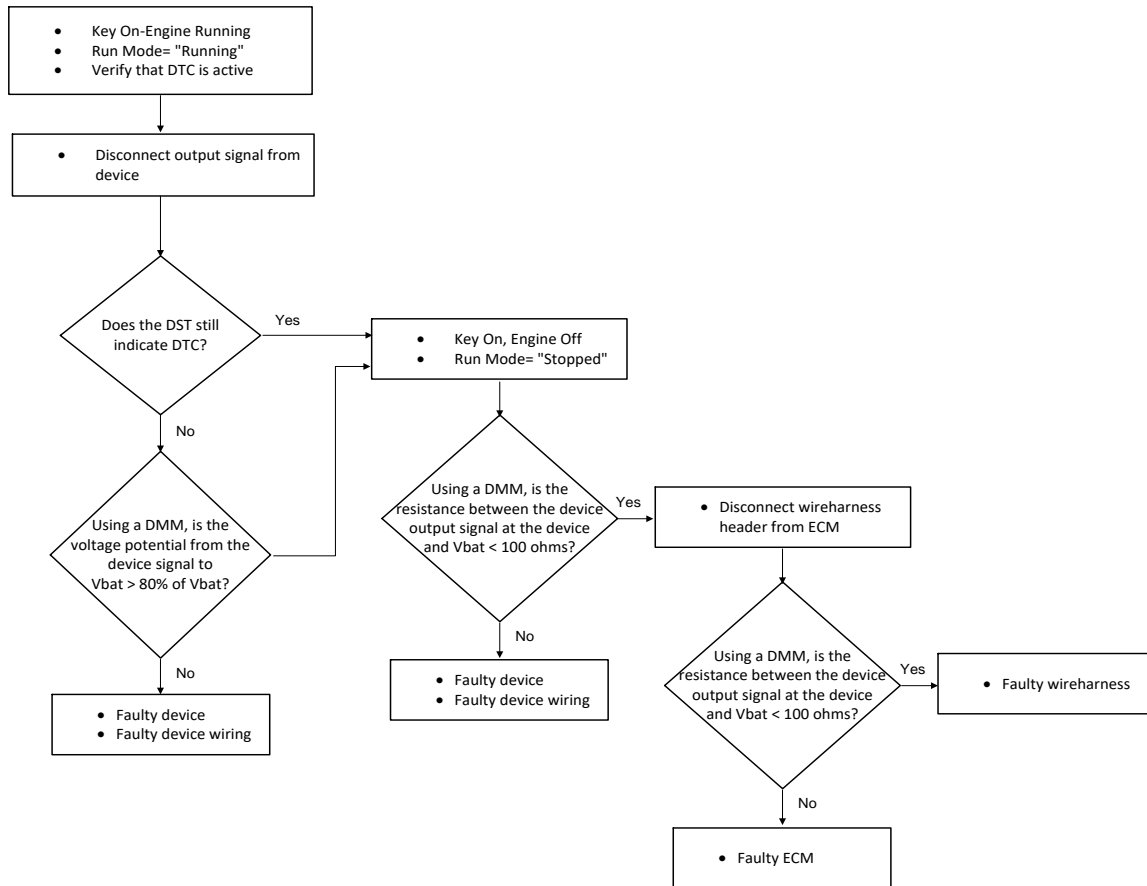 • Key On-Engine Running
• Run Mode= "Running"
• Verify that DTC is active
• Disconnect output signal from
device
Does the DST still
indicate DTC?
Yes
No
• Key On, Engine Off
• Run Mode= "Stopped"
Using a DMM, is the
voltage potential from the
device signal to
Vbat > 80% of Vbat?
No
• Faulty device
• Faulty device wiring
Using a DMM, is the
resistance between the device
output signal at the device
and Vbat < 100 ohms?
Yes
No
• Faulty device
• Faulty device wiring
• Disconnect wireharness
header from ECM
Using a DMM, is the
resistance between the device
output signal at the device
and Vbat < 100 ohms?
Yes
• Faulty wireharness
No
• Faulty ECM